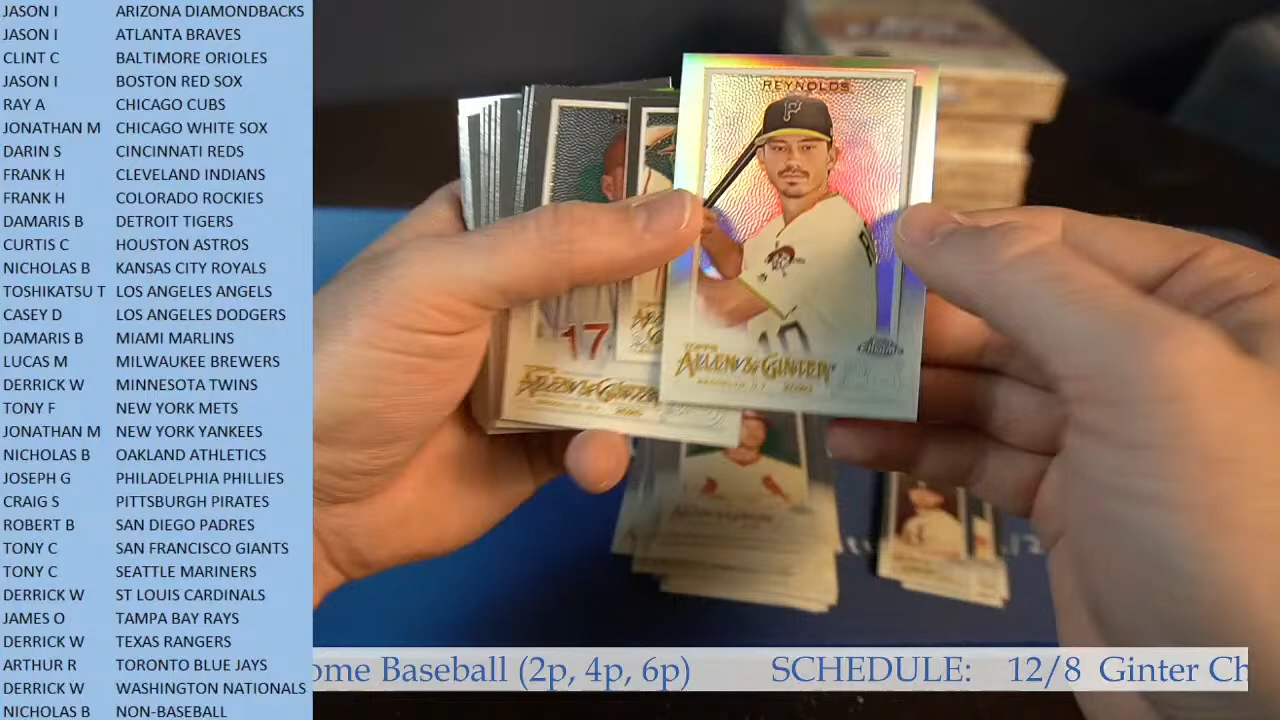 JASON I ARIZONA DIAMONDBACKS
JASON I ATLANTA BRAVES
CLINT C BALTIMORE ORIOLES
JASON I BOSTON RED SOX
RAY A CHICAGO CUBS
JONATHAN M CHICAGO WHITE SOX
DARIN S CINCINNATI REDS
FRANK H CLEVELAND INDIANS
FRANK H COLORADO ROCKIES
DAMARIS B DETROIT TIGERS
CURTIS C HOUSTON ASTROS
NICHOLAS B KANSAS CITY ROYALS
TOSHIKATSU T LOS ANGELES ANGELS
CASEY D LOS ANGELES DODGERS
DAMARIS B MIAMI MARLINS
LUCAS M MILWAUKEE BREWERS
DERRICK W MINNESOTA TWINS
TONY F NEW YORK METS
JONATHAN M NEW YORK YANKEES
NICHOLAS B OAKLAND ATHLETICS
JOSEPH G PHILADELPHIA PHILLIES
CRAIG S PITTSBURGH PIRATES
ROBERT B SAN DIEGO PADRES
TONY C SAN FRANCISCO GIANTS
TONY C SEATTLE MARINERS
DERRICK W ST LOUIS CARDINALS
JAMES O TAMPA BAY RAYS
DERRICK W TEXAS RANGERS
ARTHUR R TORONTO BLUE JAYS
DERRICK W WASHINGTON NATIONALS
NICHOLAS B NON-BASEBALL
REYNOLDS
P
10
TOPPS
ALLEN & GINTER
17
ALLEN & GINTER
ome Baseball (2p, 4p, 6p) SCHEDULE: 12/8 Ginter Ch